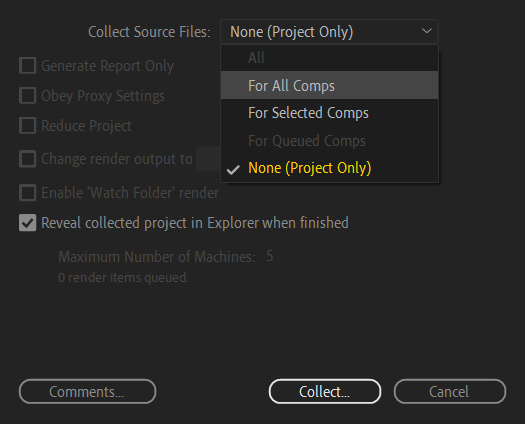 Collect Source Files: None (Project Only)
All
Generate Report Only
For All Comps
Obey Proxy Settings
For Selected Comps
Reduce Project
For Queued Comps
Change render output to
None (Project Only)
Enable 'Watch Folder' render
Reveal collected project in Explorer when finished
Maximum Number of Machines: 5
0 render items queued.
Comments... Collect... Cancel